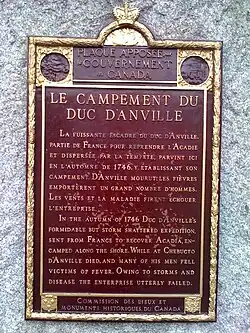 PLAQUE APPOSÉE PAR
LE GOUVERNEMENT
DU CANADA
LE CAMPEMENT DU
DUC D'ANVILLE
LA PUISSANTE ESCADRE DU DUC D'ANVILLE,
PARTIE DE FRANCE POUR REPRENDRE L'ACADIE
ET DISPERSÉE PAR LA TEMPÊTE, PARVINT ICI
EN L'AUTOMNE DE 1746. Y ÉTABLISSANT SON
CAMPEMENT D'ANVILLE MOURUT; LES FIÈVRES
EMPORTÈRENT UN GRAND NOMBRE D'HOMMES.
LES VENTS ET LA MALADIE FIRENT ÉCHOUER
L'ENTREPRISE.
IN THE AUTUMN OF 1746 DUC D'ANVILLE'S
FORMIDABLE BUT STORM SHATTERED EXPEDITION,
SENT FROM FRANCE TO RECOVER ACADIA, EN-
CAMPED ALONG THIS SHORE. WHILE AT CHEBUCTO
D'ANVILLE DIED, AND MANY OF HIS MEN FELL
VICTIMS OF FEVER. OWING TO STORMS AND
DISEASE THE ENTERPRISE UTTERLY FAILED.
COMMISSION DES LIEUX ET
MONUMENTS HISTORIQUES DU CANADA